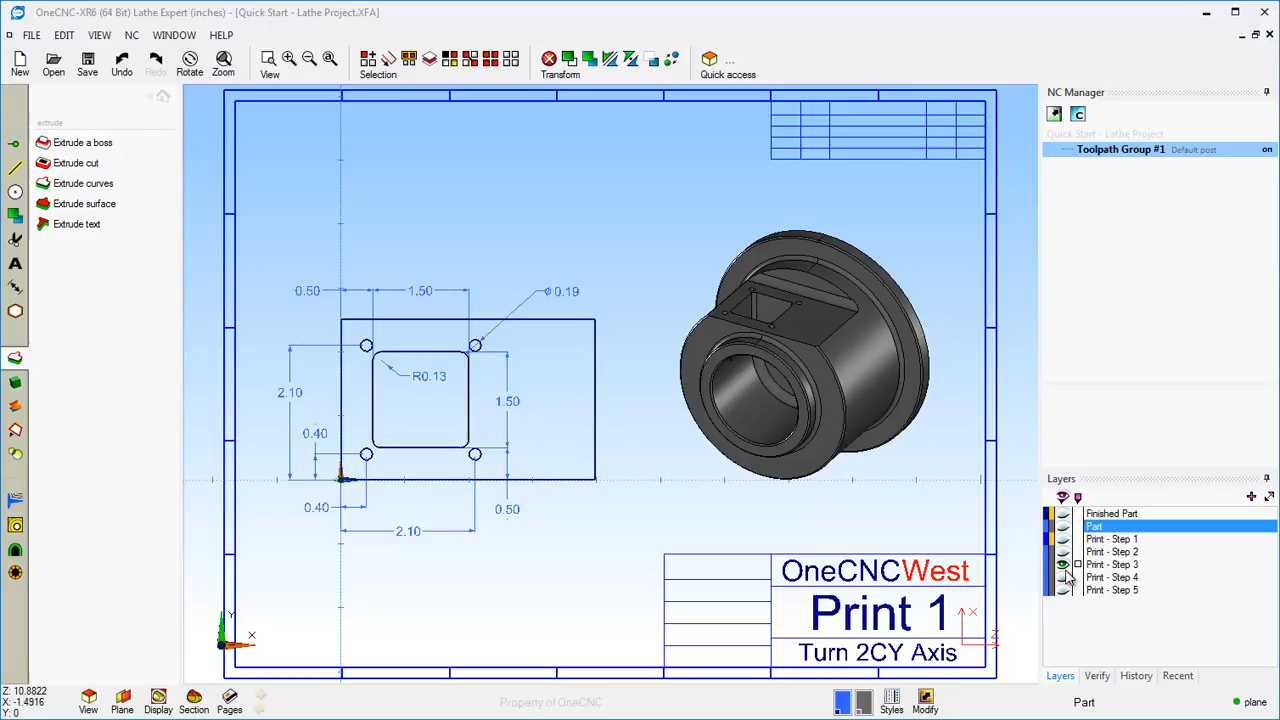 OneCNC-XR6 (64 Bit) Lathe Expert (inches) - [Quick Start - Lathe Project.XFA]
FILE EDIT VIEW NC WINDOW HELP
New Open Save Undo Redo Rotate Zoom View Selection Transform ... Quick access
extrude
Extrude a boss
Extrude cut
Extrude curves
Extrude surface
Extrude text
A
NC Manager
Quick Start - Lathe Project
Toolpath Group #1 Default post on
0.50 1.50 ⌀0.19
R0.13
2.10
1.50
0.40
0.40
0.50
2.10
OneCNCWest
Print 1
Turn 2CY Axis
X
Z
Y
X
Layers
Finished Part
Part
Print - Step 1
Print - Step 2
Print - Step 3
Print - Step 4
Print - Step 5
Layers Verify History Recent
Z: 10.8822
X: -1.4916
Y: 0
View Plane Display Section Pages
Property of OneCNC
Styles Modify
Part
plane